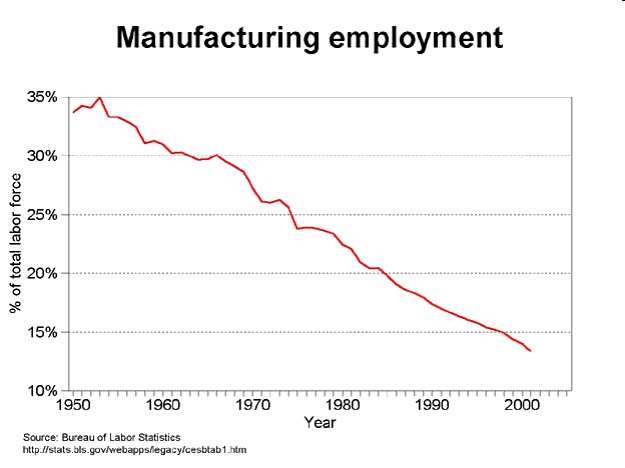 Manufacturing employment
35%
30%
25%
20%
15%
10%
% of total labor force
1950 1960 1970 1980 1990 2000
Year
Source: Bureau of Labor Statistics
http://stats.bls.gov/webapps/legacy/cesbtab1.htm